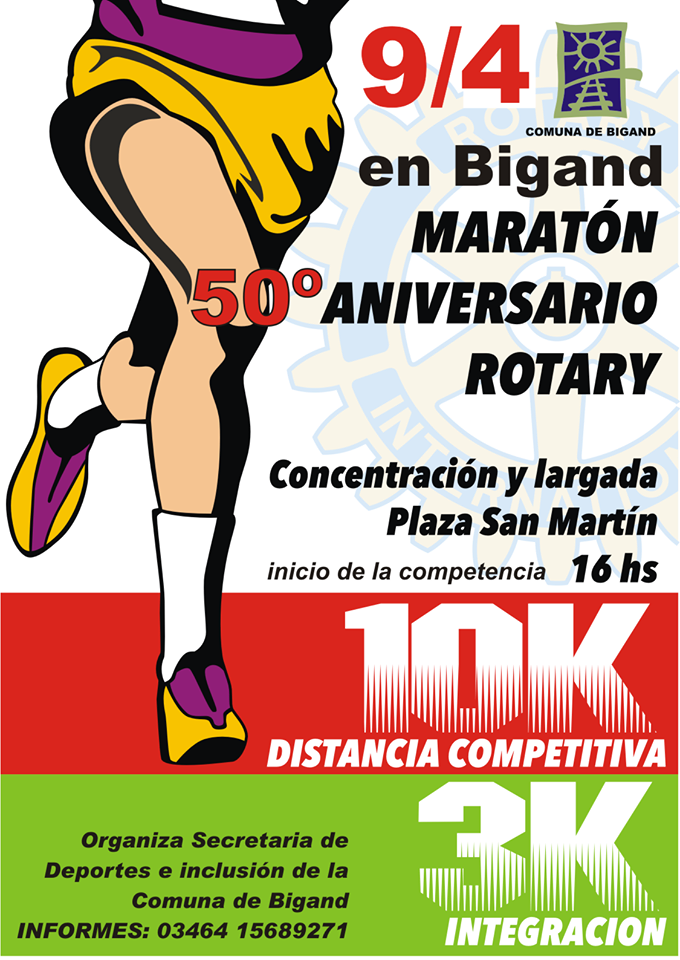 9/4
COMUNA DE BIGAND
en Bigand
MARATÓN
50º ANIVERSARIO
ROTARY
ROTARY
INTERNATION
Concentración y largada
Plaza San Martín
inicio de la competencia 16 hs
10K
DISTANCIA COMPETITIVA
3K
INTEGRACION
Organiza Secretaria de
Deportes e inclusión de la
Comuna de Bigand
INFORMES: 03464 15689271